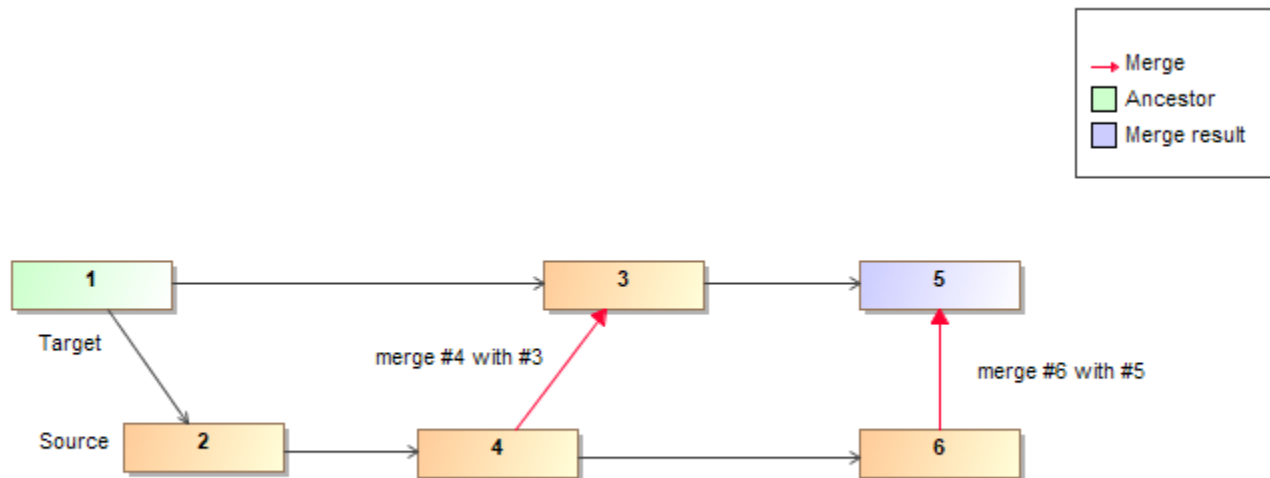 Merge
Ancestor
Merge result
1
3
5
Target
merge #4 with #3
merge #6 with #5
Source
2
4
6